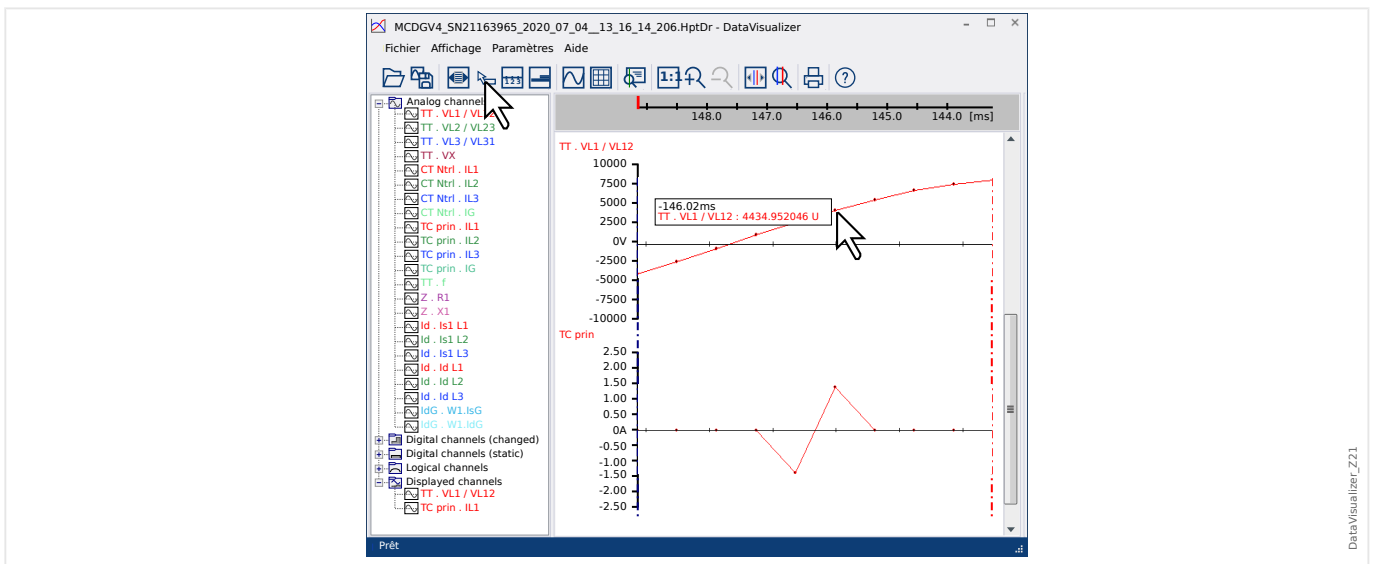 MCDGV4_SN21163965_2020_07_04__13_16_14_206.HptDr - DataVisualizer
Fichier Affichage Paramètres Aide
123
1:1
Analog channels
TT . VL1 / VL12
TT . VL2 / VL23
TT . VL3 / VL31
TT . VX
CT Ntrl . IL1
CT Ntrl . IL2
CT Ntrl . IL3
CT Ntrl . IG
TC prin . IL1
TC prin . IL2
TC prin . IL3
TC prin . IG
TT . f
Z . R1
Z . X1
Id . Is1 L1
Id . Is1 L2
Id . Is1 L3
Id . Id L1
Id . Id L2
Id . Id L3
IdG . W1.IsG
IdG . W1.IdG
Digital channels (changed)
Digital channels (static)
Logical channels
Displayed channels
TT . VL1 / VL12
TC prin . IL1
148.0 147.0 146.0 145.0 144.0 [ms]
TT . VL1 / VL12
10000
7500
5000
2500
0V
-2500
-5000
-7500
-10000
-146.02ms
TT . VL1 / VL12 : 4434.952046 U
TC prin
2.50
2.00
1.50
1.00
0.50
0A
-0.50
-1.00
-1.50
-2.00
-2.50
Prêt
DataVisualizer_Z21